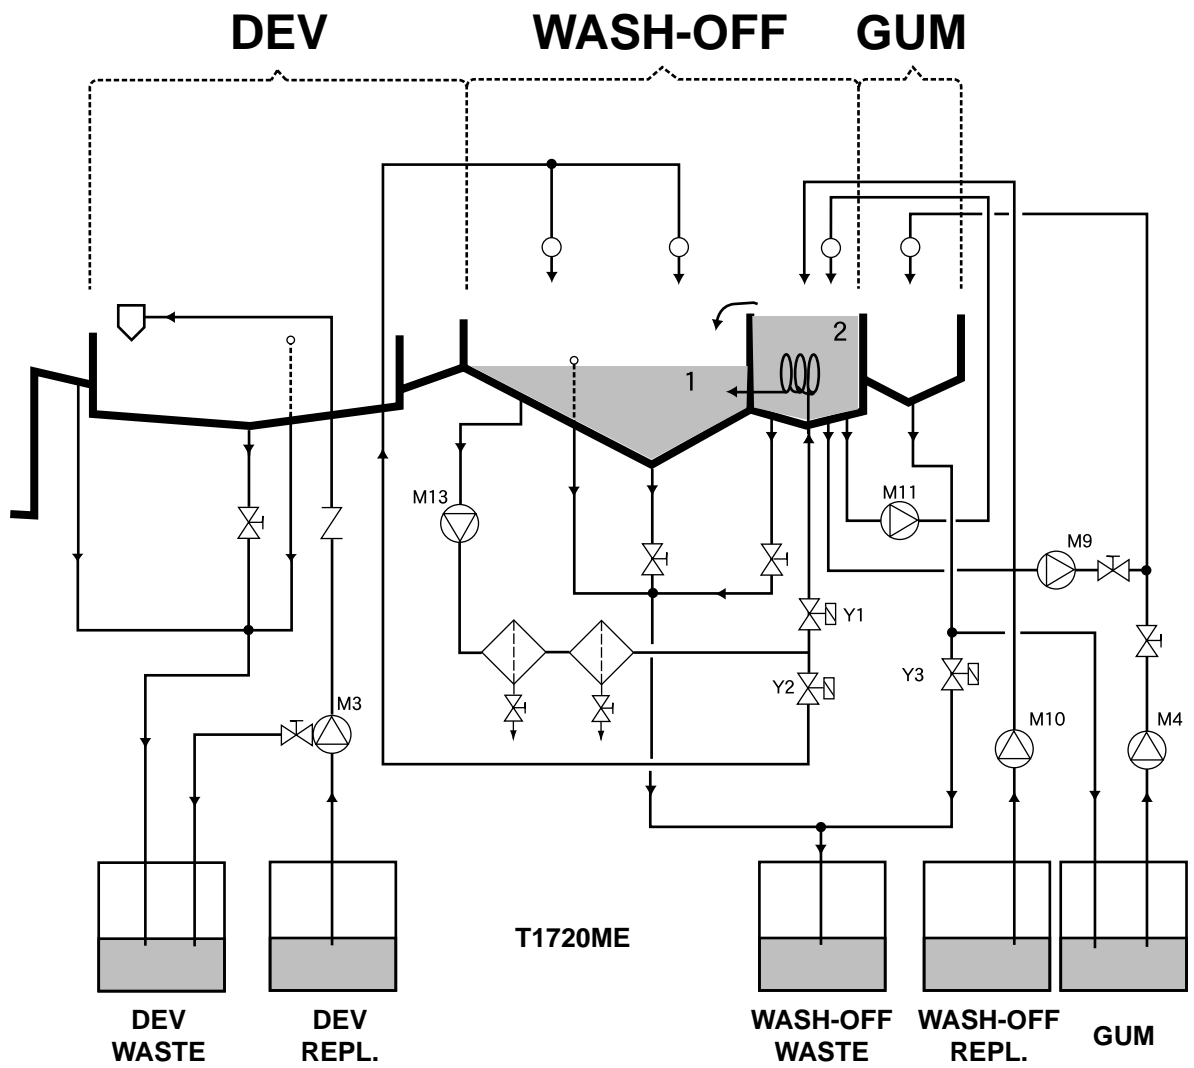 DEV
WASH-OFF
GUM
2
1
M13
M11
M9
Y1
Y2
Y3
M3
M10
M4
T1720ME
DEV
WASTE
DEV
REPL.
WASH-OFF
WASTE
WASH-OFF
REPL.
GUM